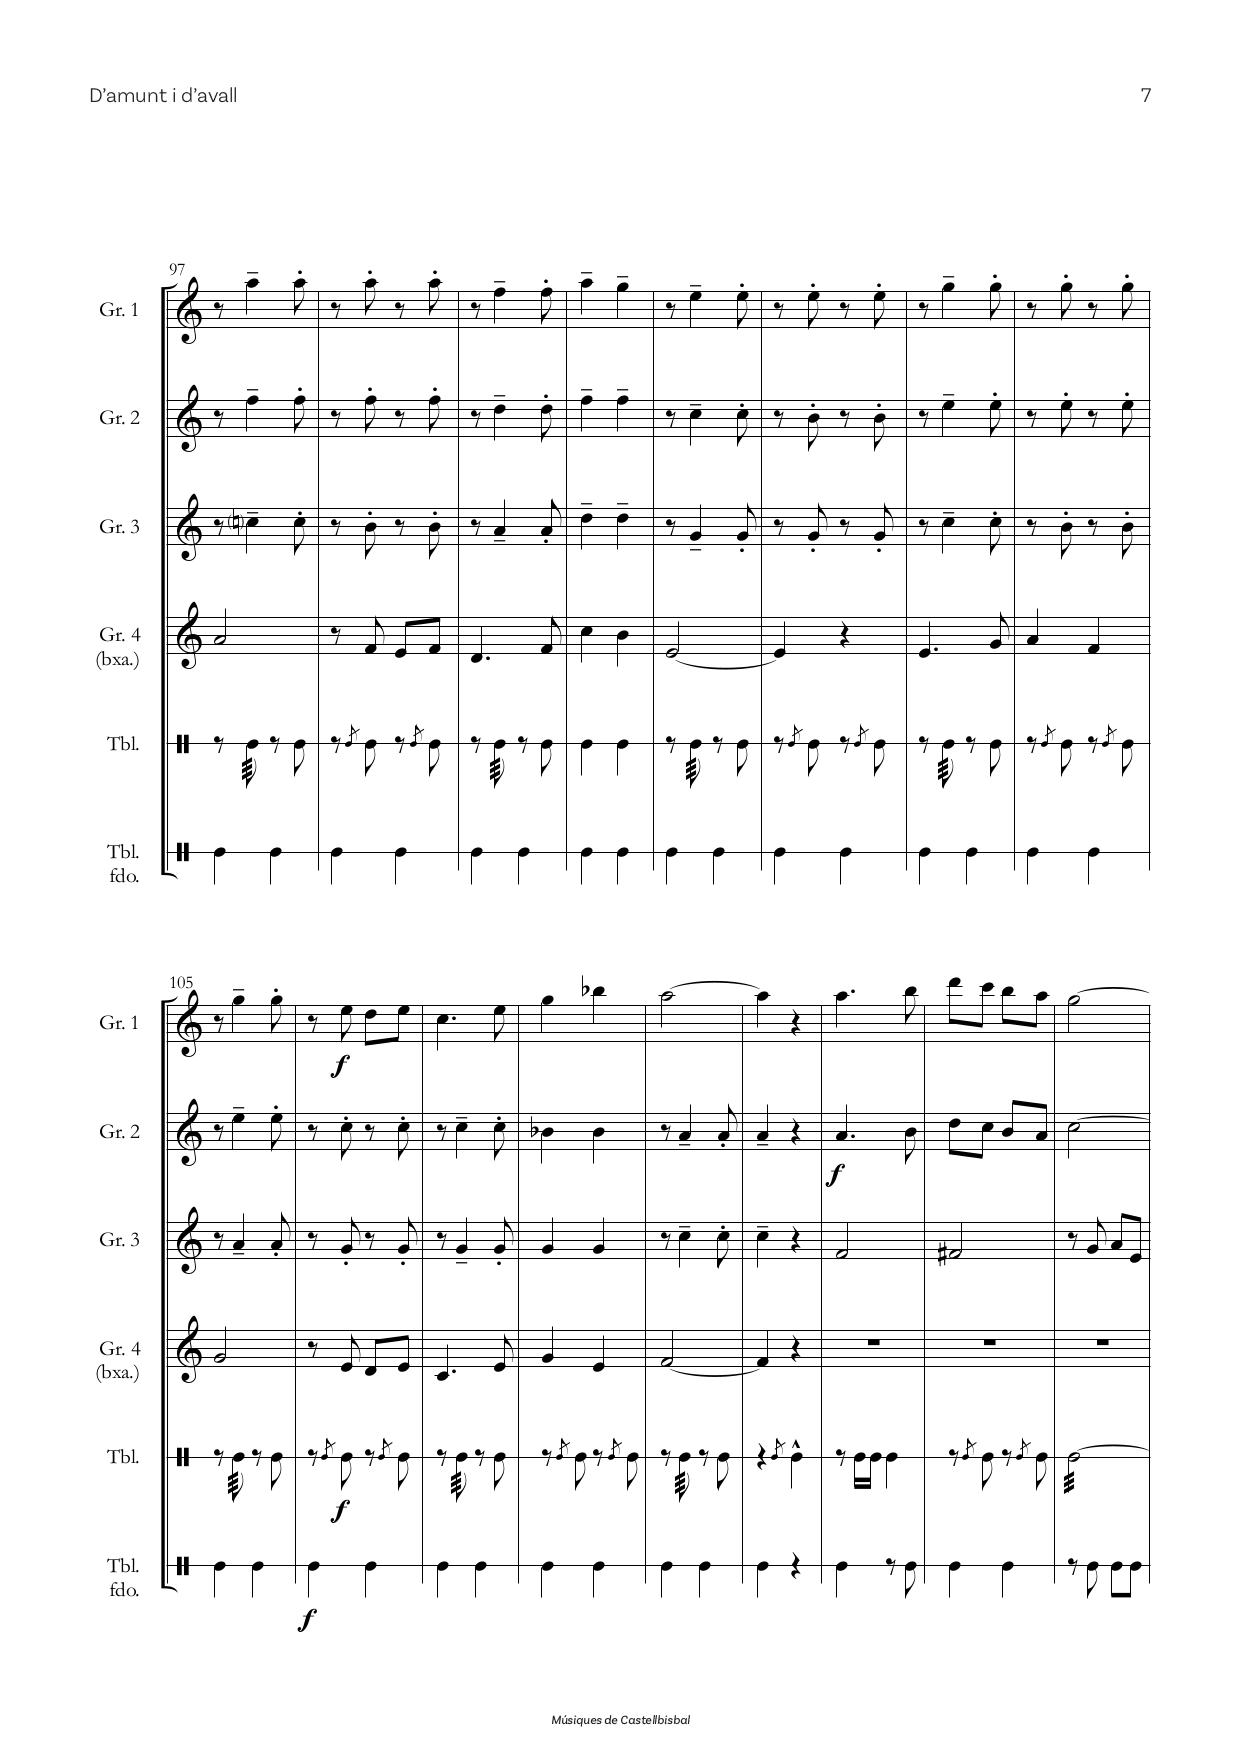 D’amunt i d’avall 7
97
Gr. 1
Gr. 2
Gr. 3
Gr. 4
(bxa.)
Tbl.
Tbl.
fdo.
105
Gr. 1
f
Gr. 2
f
Gr. 3
Gr. 4
(bxa.)
Tbl.
f
Tbl.
fdo.
f
Músiques de Castellbisbal